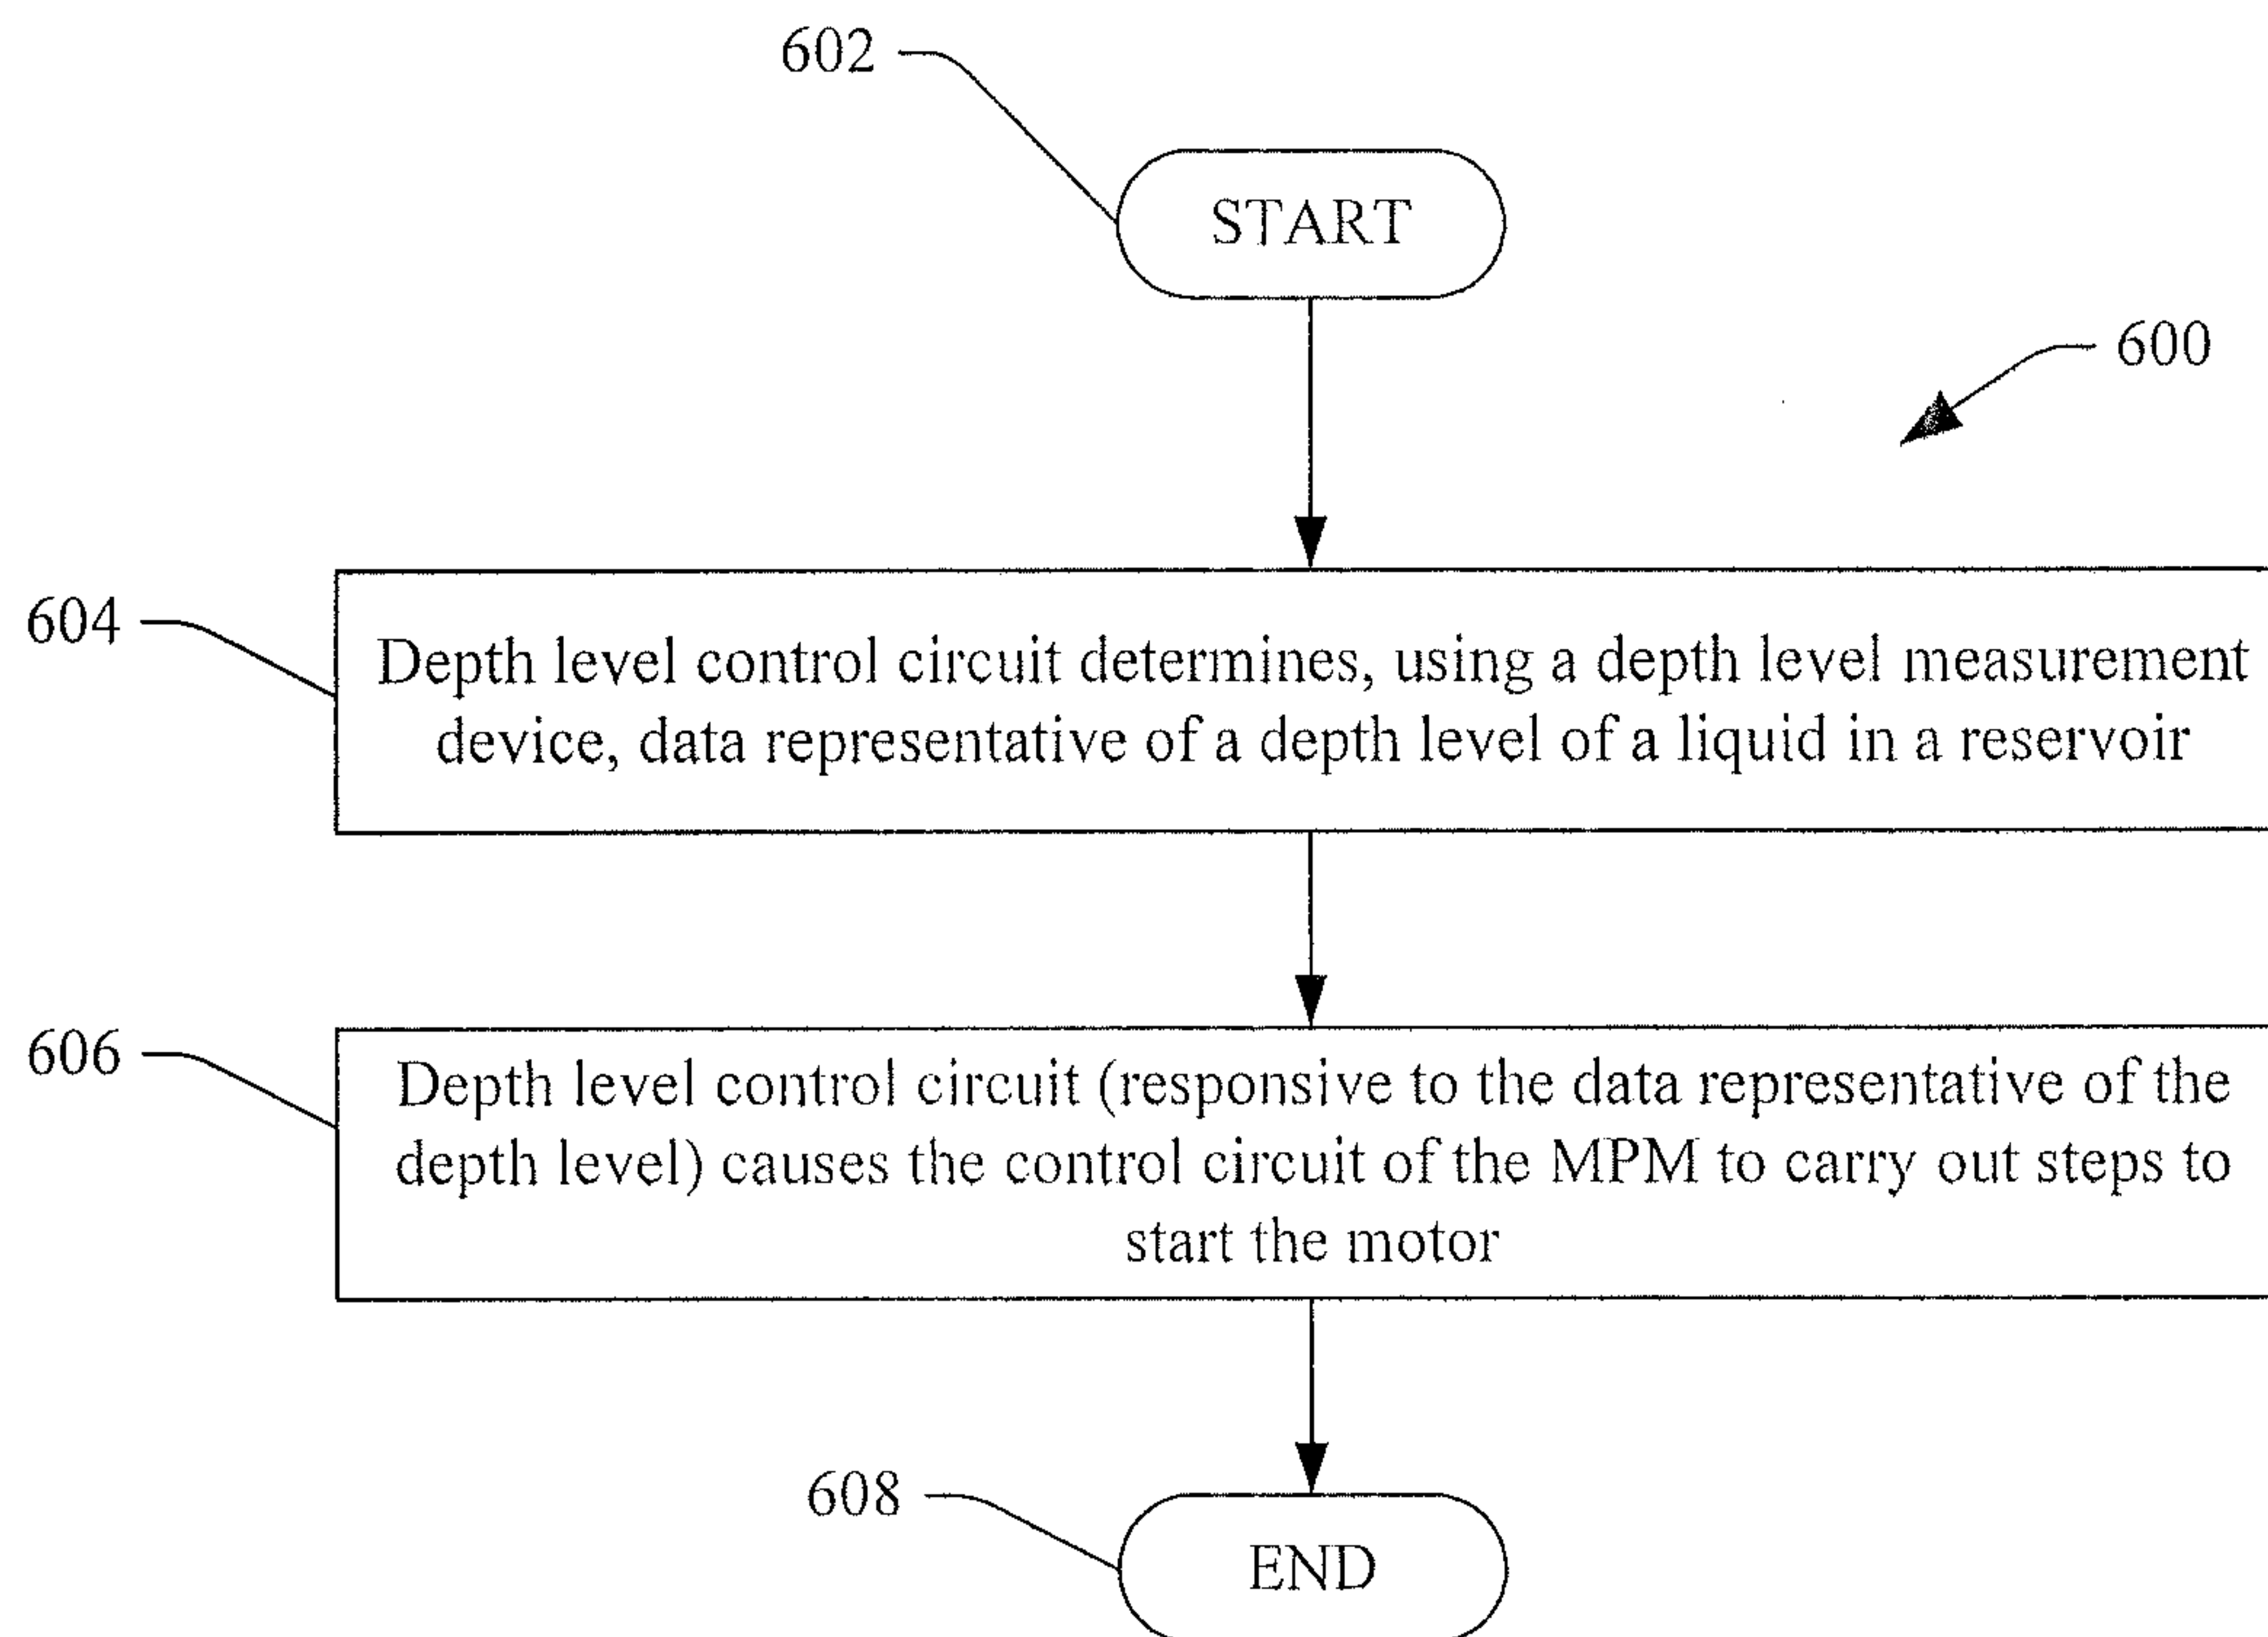 602
START
600
604
Depth level control circuit determines, using a depth level measurement
device, data representative of a depth level of a liquid in a reservoir
606
Depth level control circuit (responsive to the data representative of the
depth level) causes the control circuit of the MPM to carry out steps to
start the motor
608
END